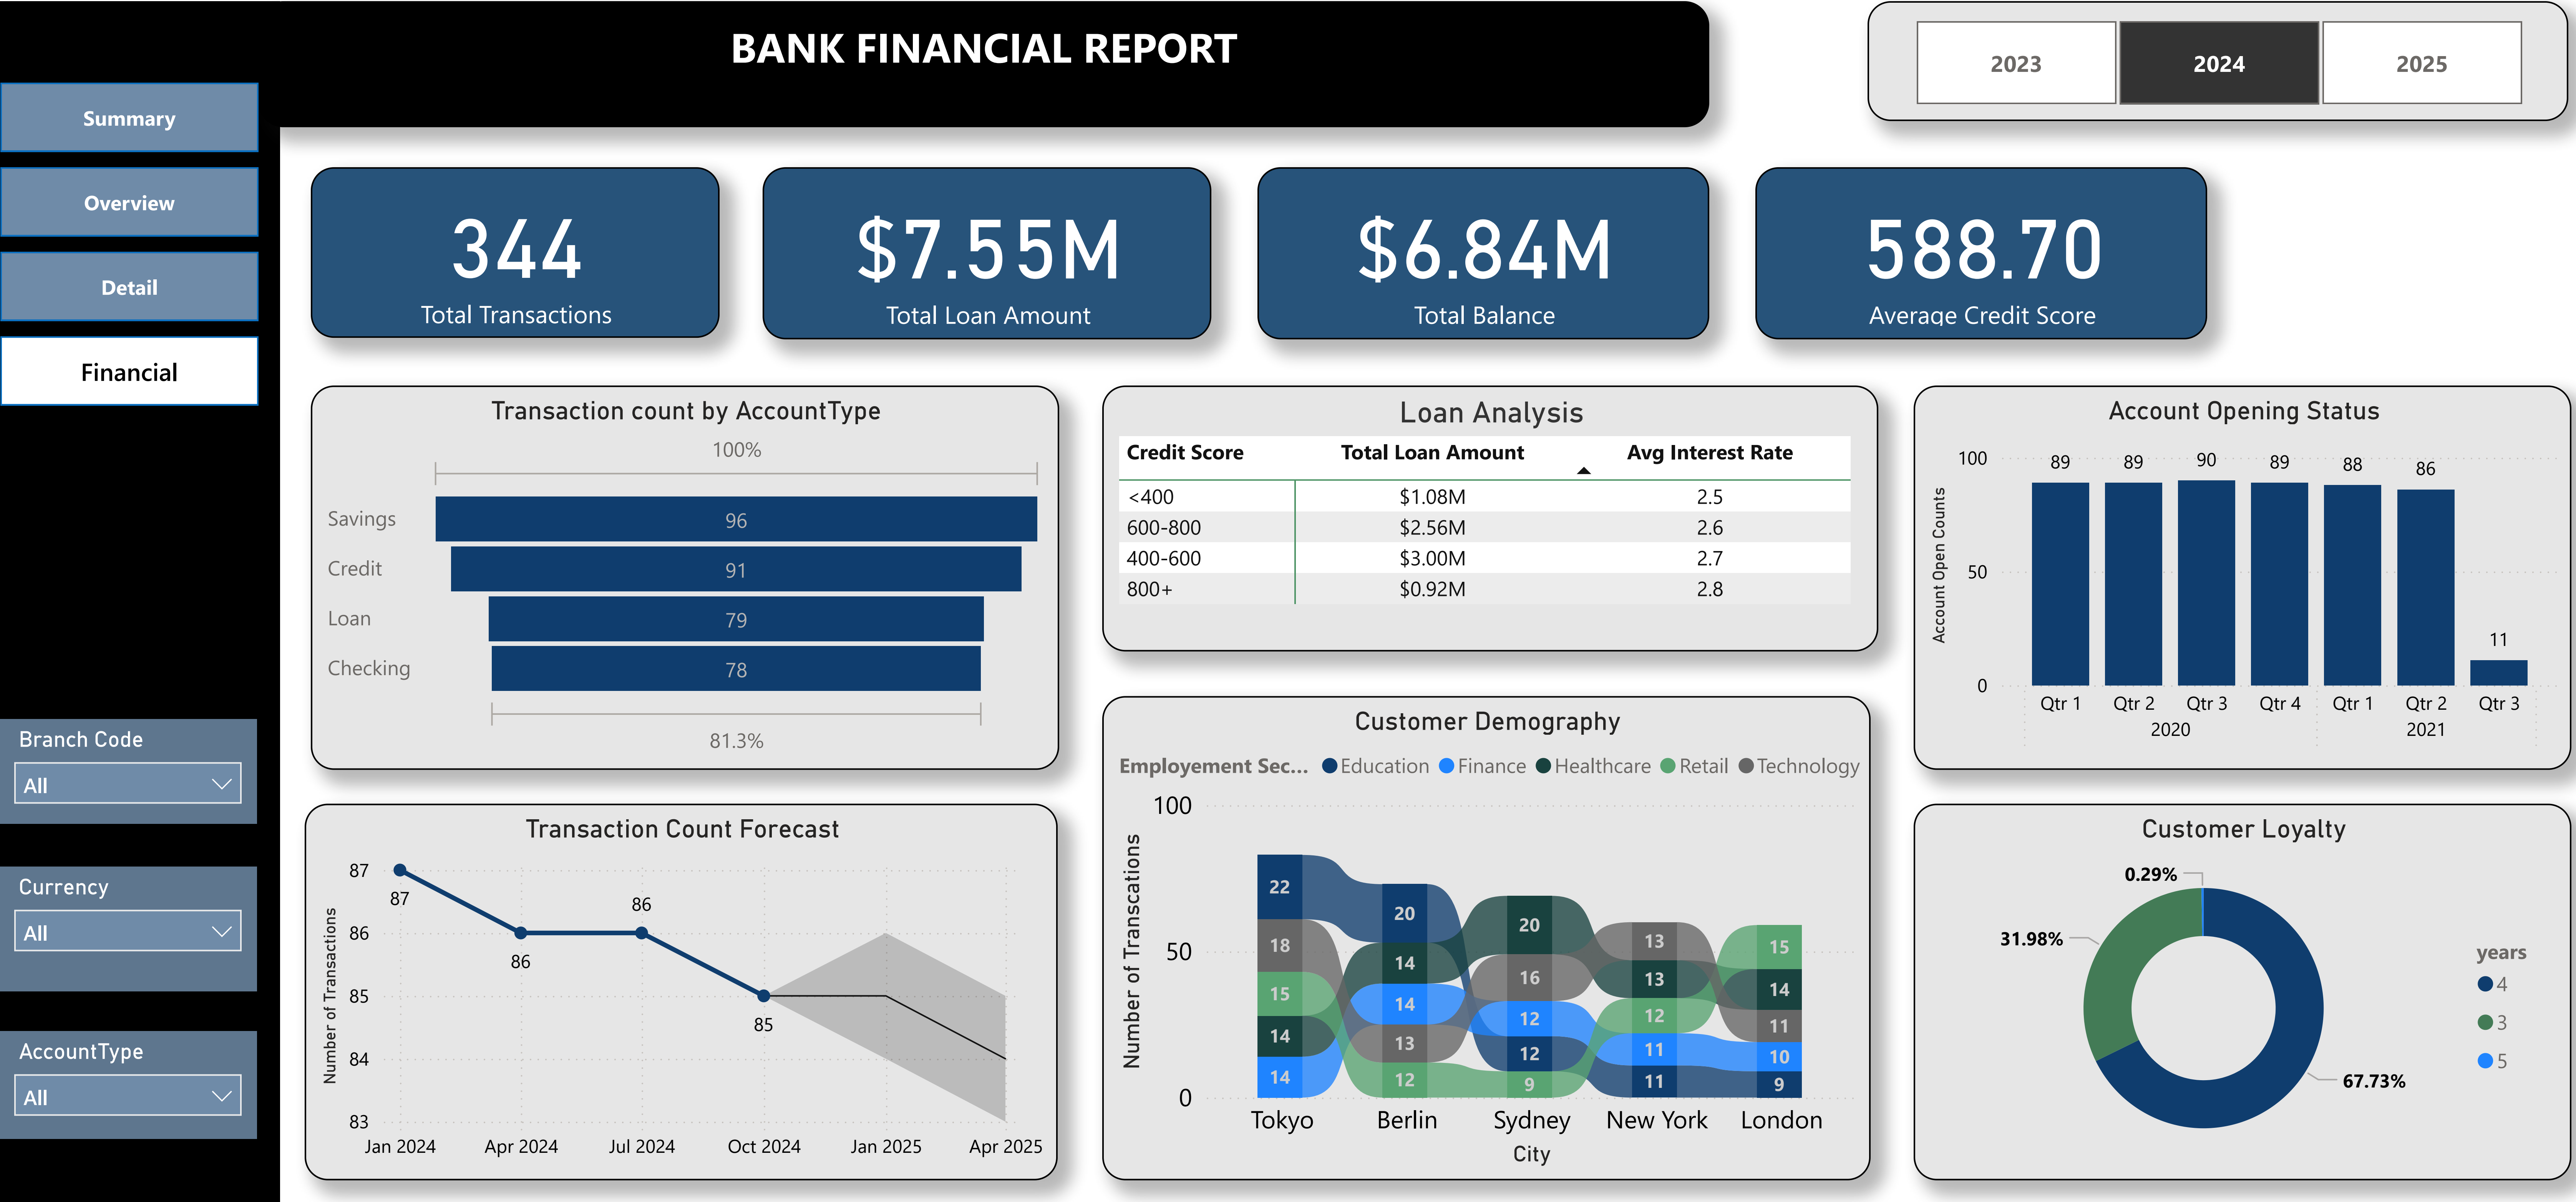 BANK FINANCIAL REPORT
2023 2024 2025
Summary
Overview
Detail
Financial
Branch Code
All
Currency
All
AccountType
All
344
Total Transactions
$7.55M
Total Loan Amount
$6.84M
Total Balance
588.70
Average Credit Score
Transaction count by AccountType
100%
Savings 96
Credit 91
Loan 79
Checking 78
81.3%
Loan Analysis
Credit Score Total Loan Amount Avg Interest Rate
<400 $1.08M 2.5
600-800 $2.56M 2.6
400-600 $3.00M 2.7
800+ $0.92M 2.8
Account Opening Status
Account Open Counts
100
50
0
89 89 90 89 88 86 11
Qtr 1 Qtr 2 Qtr 3 Qtr 4 Qtr 1 Qtr 2 Qtr 3
2020 2021
Transaction Count Forecast
Number of Transactions
87
86
85
84
83
87 86 86 85
Jan 2024 Apr 2024 Jul 2024 Oct 2024 Jan 2025 Apr 2025
Customer Demography
Employement Sec... Education Finance Healthcare Retail Technology
Number of Transcations
100
50
0
22 18 15 14 14
20 14 14 13 12
20 16 12 12 9
13 13 12 11 11
15 14 11 10 9
Tokyo Berlin Sydney New York London
City
Customer Loyalty
0.29%
31.98%
67.73%
years
4
3
5